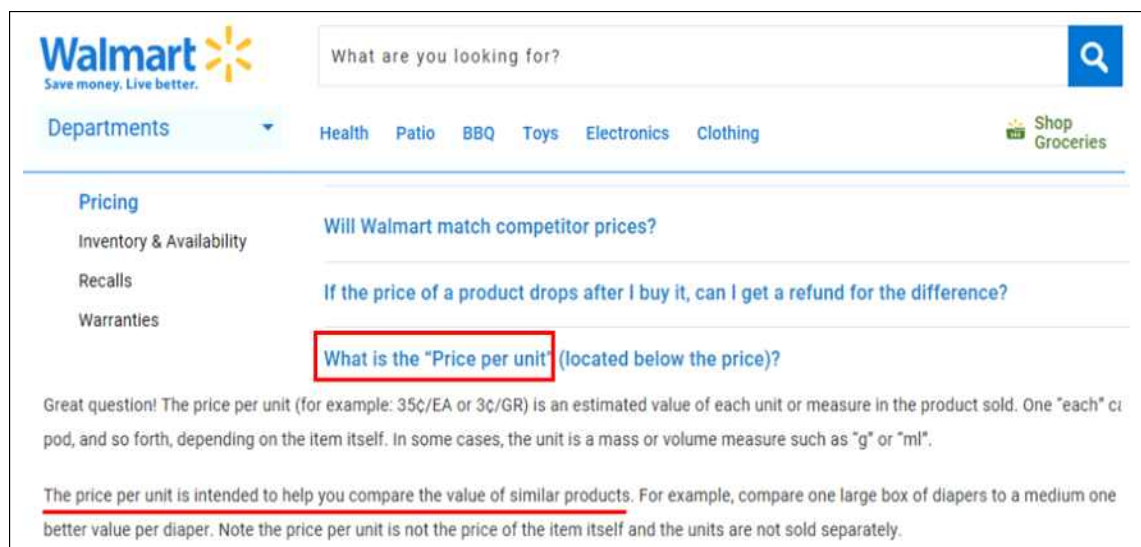 Walmart
Save money. Live better.
What are you looking for?
Departments
Health Patio BBQ Toys Electronics Clothing
Shop
Groceries
Pricing
Inventory & Availability
Recalls
Warranties
Will Walmart match competitor prices?
If the price of a product drops after I buy it, can I get a refund for the difference?
What is the "Price per unit" (located below the price)?
Great question! The price per unit (for example: 35¢/EA or 3¢/GR) is an estimated value of each unit or measure in the product sold. One "each"
pod, and so forth, depending on the item itself. In some cases, the unit is a mass or volume measure such as "g" or "ml".
The price per unit is intended to help you compare the value of similar products. For example, compare one large box of diapers to a medium one
better value per diaper. Note the price per unit is not the price of the item itself and the units are not sold separately.